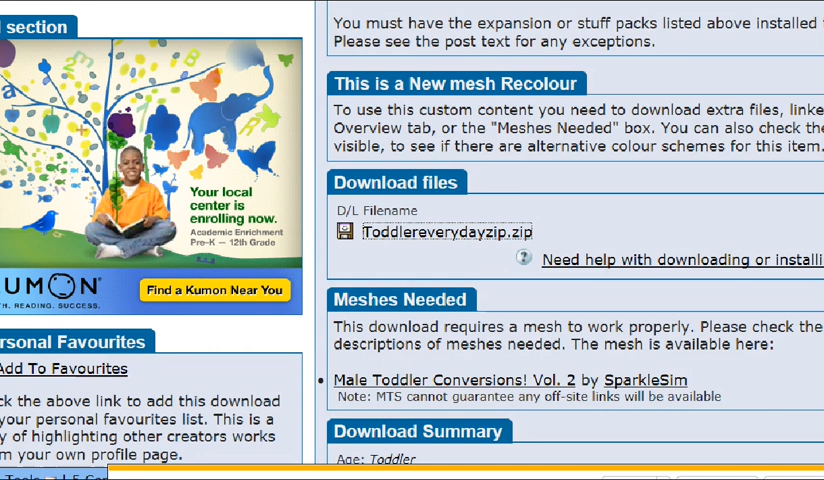 section
Your local
center is
enrolling now.
Academic Enrichment
Pre-K — 12th Grade
Find a Kumon Near You
READING. SUCCESS.
Personal Favourites
Add To Favourites
the above link to add this download
your personal favourites list. This is a
of highlighting other creators works
your own profile page.
You must have the expansion or stuff packs listed above installed
Please see the post text for any exceptions.
This is a New mesh Recolour
To use this custom content you need to download extra files,
Overview tab, or the "Meshes Needed" box. You can also check the
visible, to see if there are alternative colour schemes for this item.
Download files
D/L Filename
Toddlereverydayzip.zip
Need help with downloading or
Meshes Needed
This download requires a mesh to work properly. Please check the
descriptions of meshes needed. The mesh is available here:
Male Toddler Conversions! Vol. 2 by SparkleSim
Note: MTS cannot guarantee any off-site links will be available
Download Summary
Age: Toddler